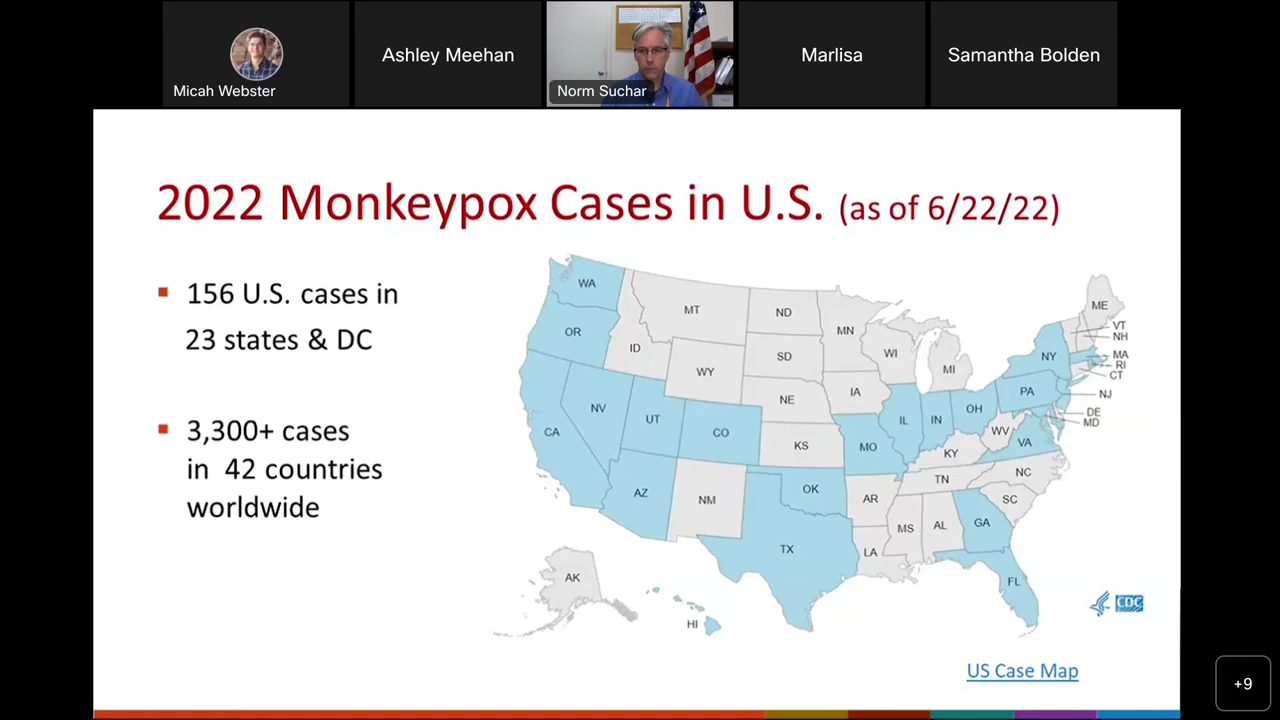 Micah Webster
Ashley Meehan
Norm Suchar
Marlisa
Samantha Bolden
2022 Monkeypox Cases in U.S. (as of 6/22/22)
▪ 156 U.S. cases in
23 states & DC
▪ 3,300+ cases
in 42 countries
worldwide
WA
OR
CA
NV
ID
MT
WY
UT
AZ
CO
NM
ND
SD
NE
KS
OK
TX
MN
IA
MO
AR
LA
WI
IL
MI
IN
OH
KY
TN
MS
AL
GA
FL
SC
NC
VA
WV
PA
NY
ME
VT
NH
MA
RI
CT
NJ
DE
MD
AK
HI
CDC
US Case Map
+9